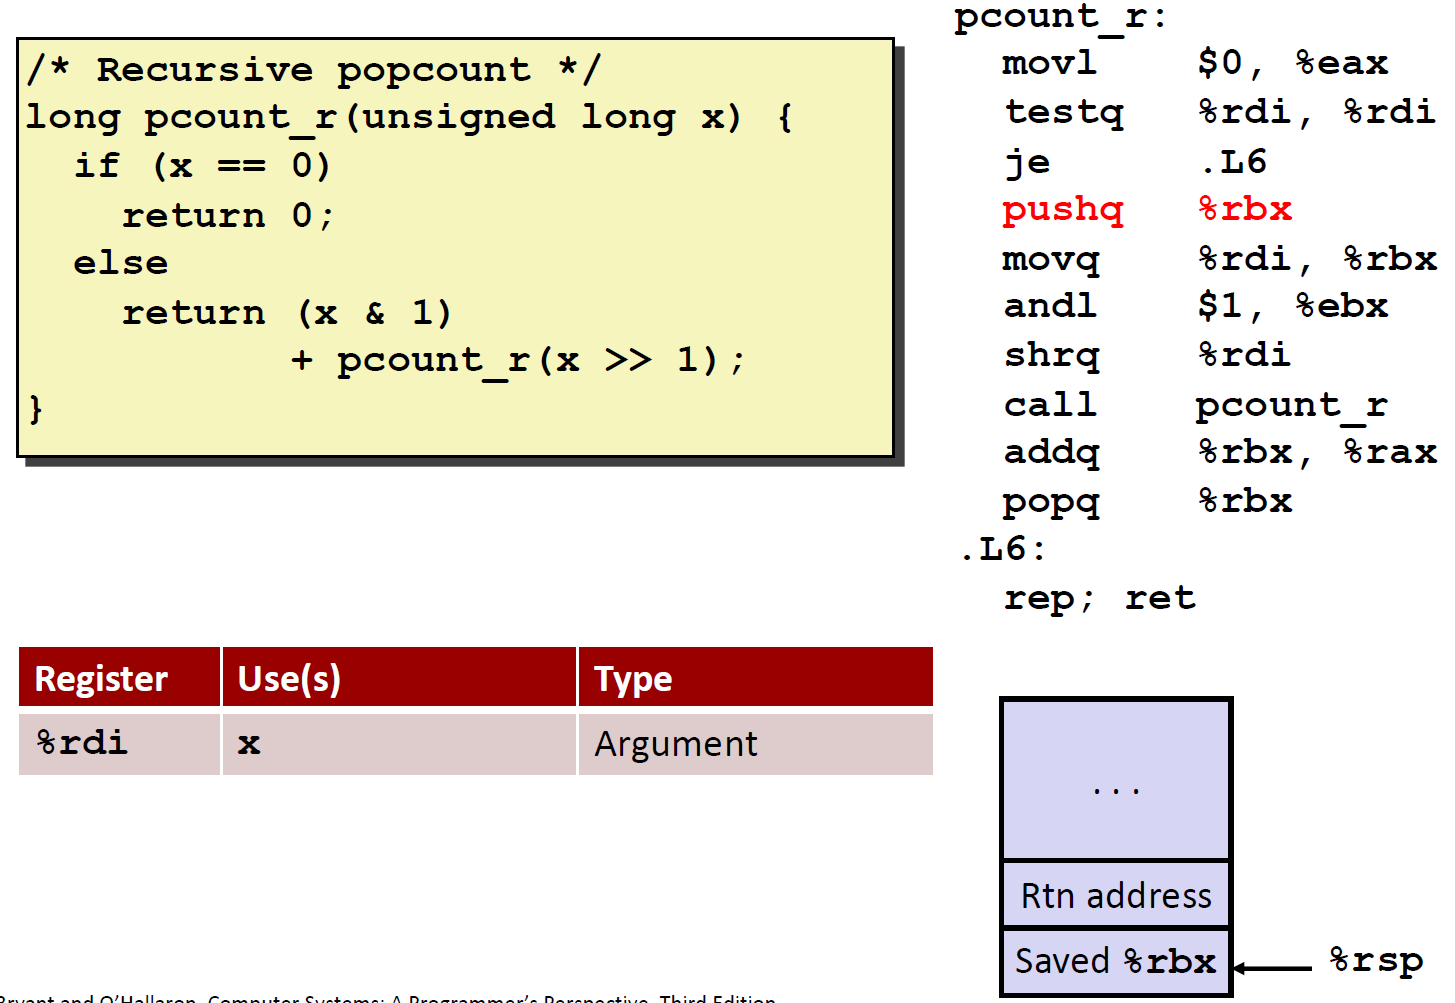 /* Recursive popcount */
long pcount_r(unsigned long x) {
  if (x == 0)
    return 0;
  else
    return (x & 1)
           + pcount_r(x >> 1);
}
pcount_r:
  movl    $0, %eax
  testq   %rdi, %rdi
  je      .L6
  pushq   %rbx
  movq    %rdi, %rbx
  andl    $1, %ebx
  shrq    %rdi
  call    pcount_r
  addq    %rbx, %rax
  popq    %rbx
.L6:
  rep; ret
Register Use(s) Type
%rdi x Argument
...
Rtn address
Saved %rbx %rsp
Bryant and O'Hallaron, Computer Systems: A Programmer's Perspective, Third Edition